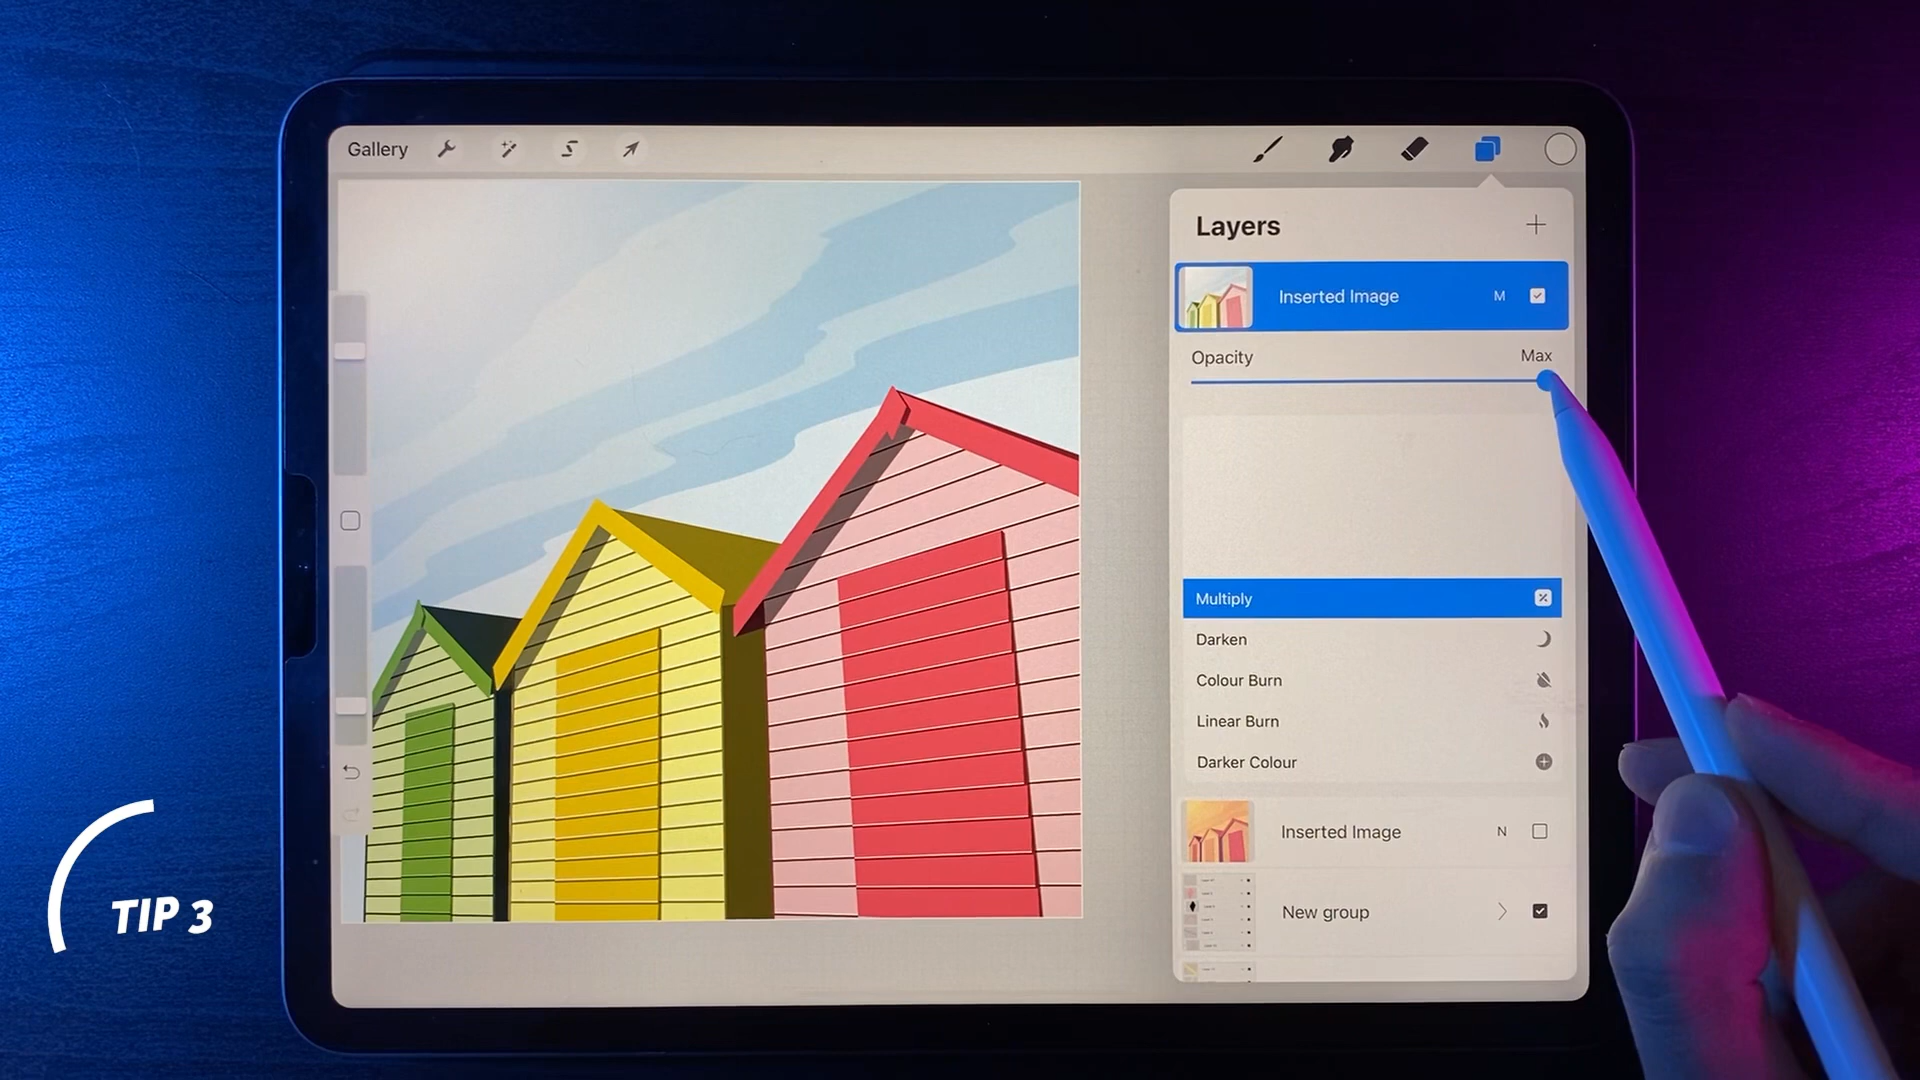 Gallery
Layers
Inserted Image M
Opacity Max
Multiply
Darken
Colour Burn
Linear Burn
Darker Colour
Inserted Image N
New group
TIP 3